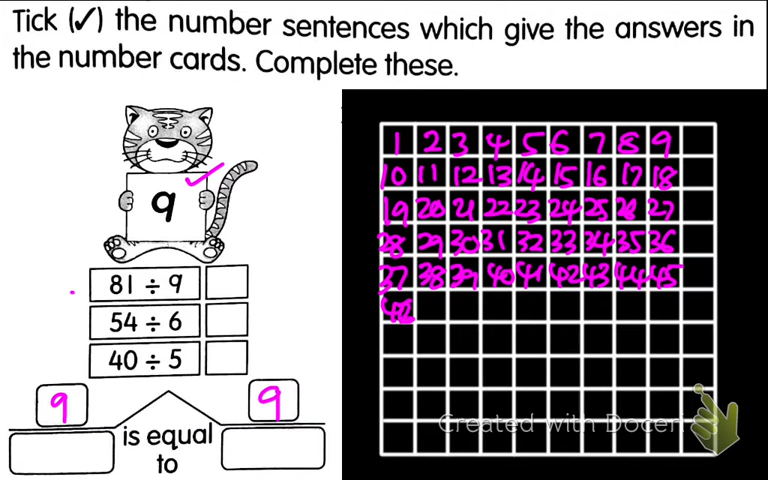 Tick (✓) the number sentences which give the answers in
the number cards. Complete these.
9
81 ÷ 9
54 ÷ 6
40 ÷ 5
9 9
is equal
to
1 2 3 4 5 6 7 8 9
10 11 12 13 14 15 16 17 18
19 20 21 22 23 24 25 26 27
28 29 30 31 32 33 34 35 36
37 38 39 40 41 42 43 44 45
Created with Doceri